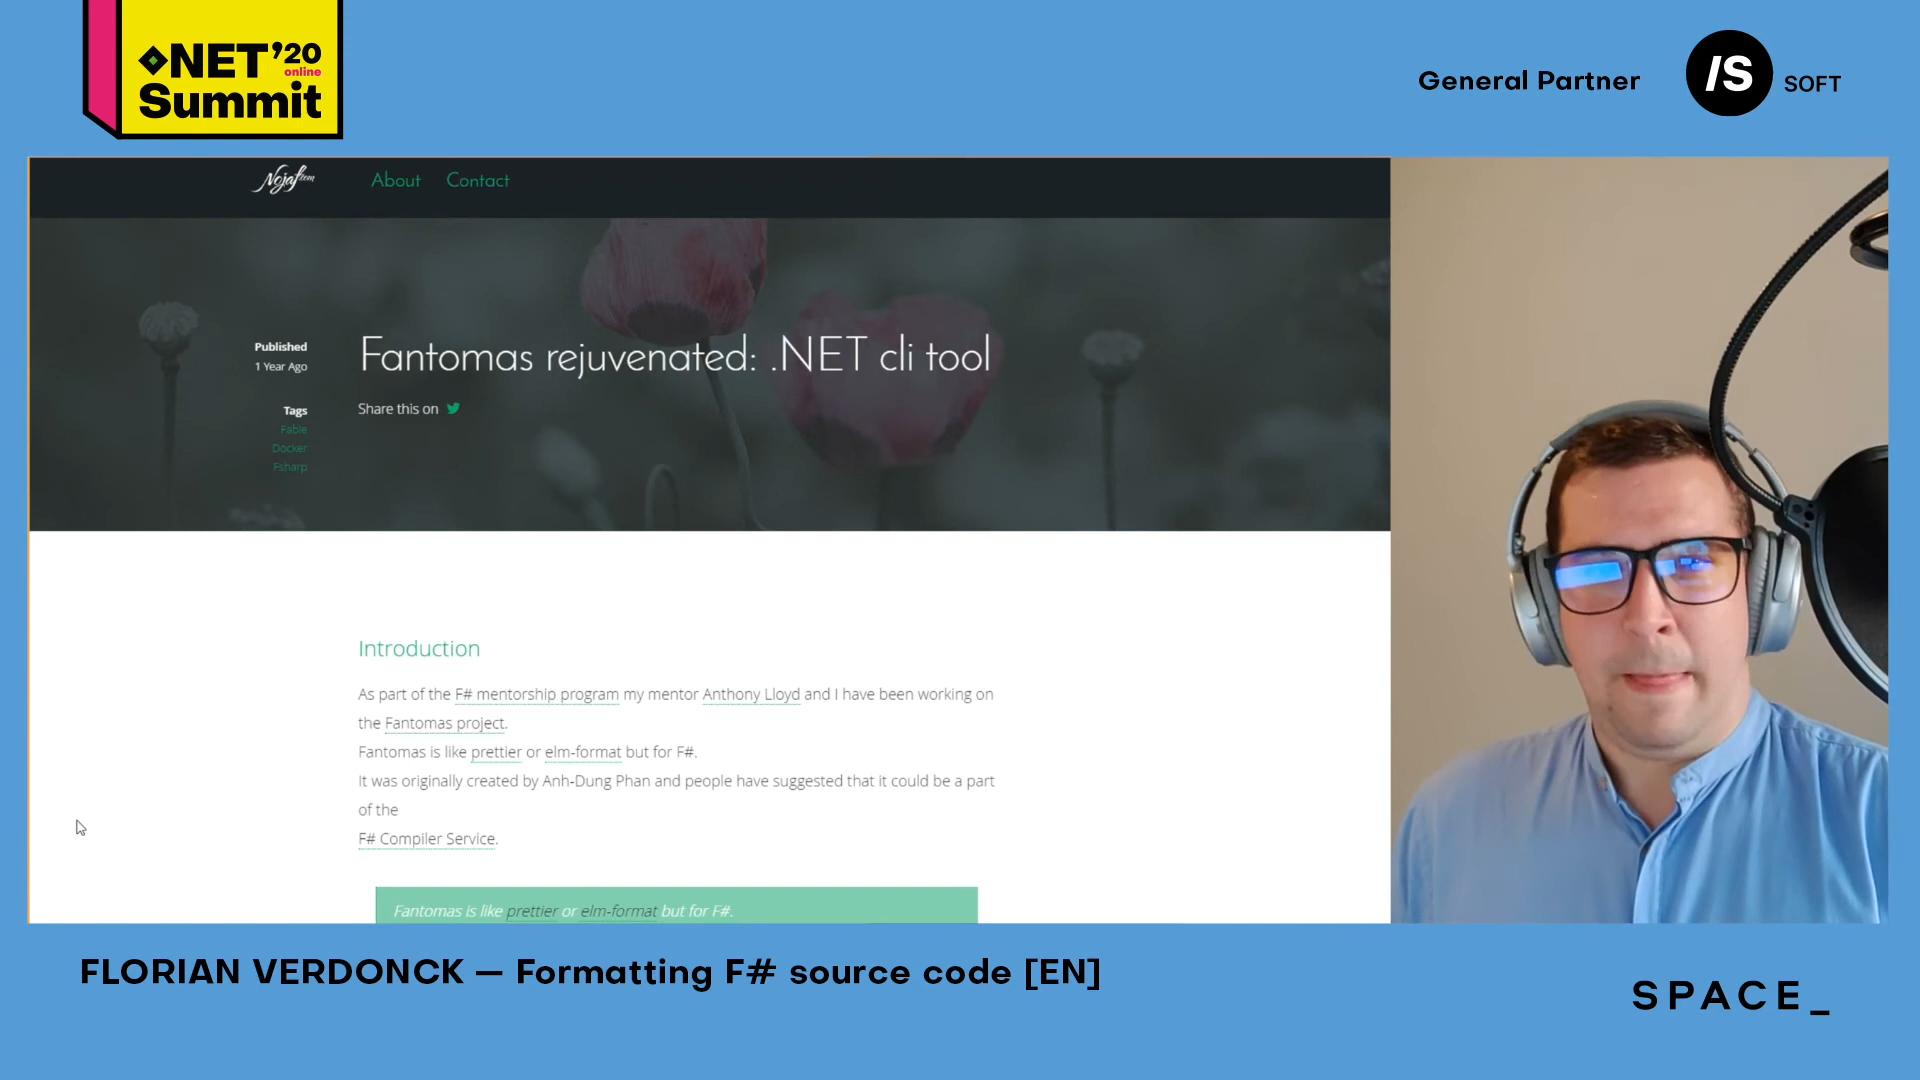 NET '20
online
Summit
General Partner
IS SOFT
Nojaf.com
About Contact
Published
1 Year Ago
Tags
Fable
Docker
Fsharp
Fantomas rejuvenated: .NET cli tool
Share this on
Introduction
As part of the F# mentorship program my mentor Anthony Lloyd and I have been working on
the Fantomas project.
Fantomas is like prettier or elm-format but for F#.
It was originally created by Anh-Dung Phan and people have suggested that it could be a part
of the
F# Compiler Service.
Fantomas is like prettier or elm-format but for F#.
FLORIAN VERDONCK — Formatting F# source code [EN]
SPACE_